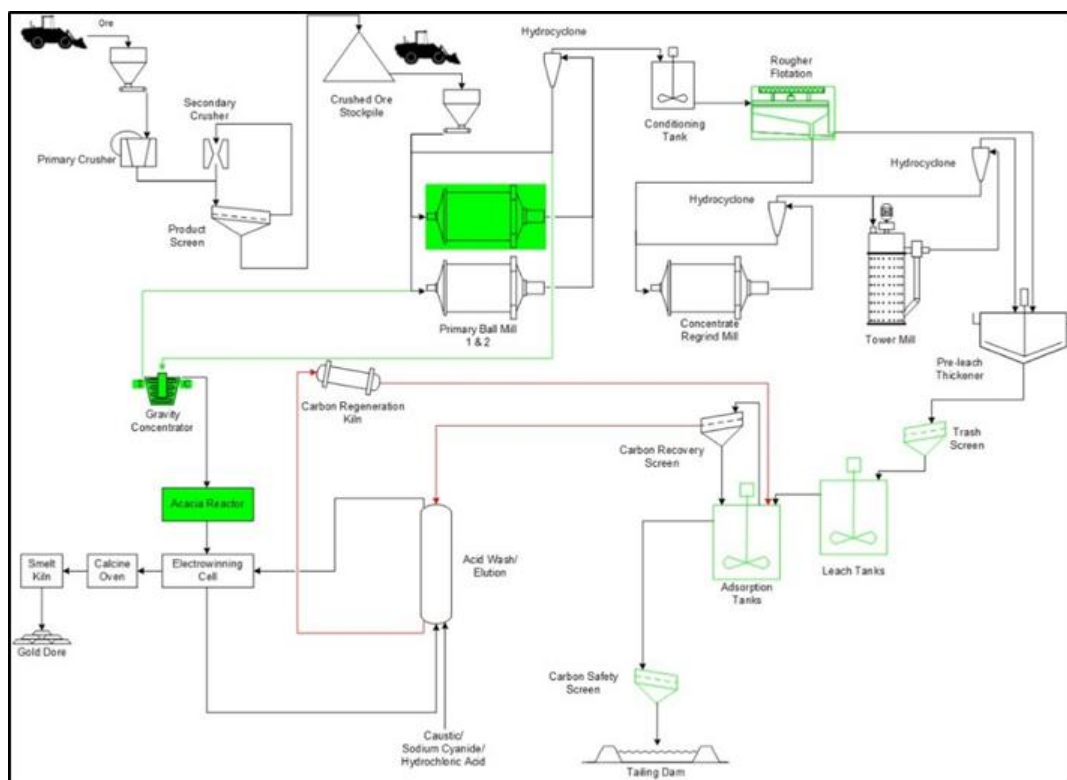 Ore
Secondary
Crusher
Primary Crusher
Product
Screen
Crushed Ore
Stockpile
Hydrocyclone
Conditioning
Tank
Rougher
Flotation
Hydrocyclone
Hydrocyclone
Primary Ball Mill
1 & 2
Concentrate
Regrind Mill
Tower Mill
Pre-leach
Thickener
Gravity
Concentrator
Carbon Regeneration
Kiln
Carbon Recovery
Screen
Trash
Screen
Acacia Reactor
Smelt
Kiln
Calcine
Oven
Electrowinning
Cell
Acid Wash/
Elution
Adsorption
Tanks
Leach Tanks
Gold Dore
Carbon Safety
Screen
Caustic/
Sodium Cyanide/
Hydrochloric Acid
Tailing Dam